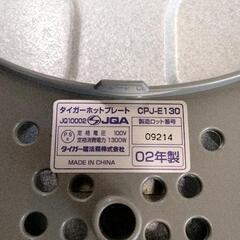 タイガーホットプレート CPJ-E130
JQ10002 JQA 製造ロット番号
PSE 定格電圧 100V 09214
定格消費電力 1300W
タイガー魔法瓶株式会社 02年製
MADE IN CHINA